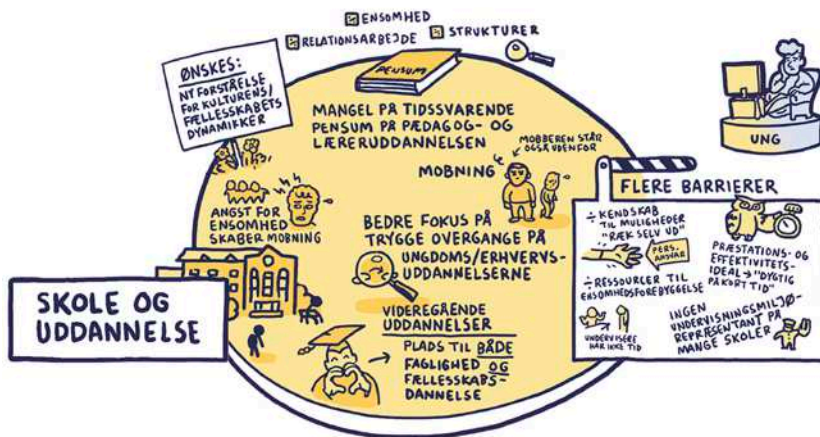 ENSOMHED
RELATIONSARBEJDE
STRUKTURER
PENSUM
ØNSKES:
NY FORSTÅELSE
FOR KULTURENS/
FÆLLESSKABETS
DYNAMIKKER
MANGEL PÅ TIDSSVARENDE
PENSUM PÅ PÆDAGOG- OG
LÆRERUDDANNELSEN
MOBBEREN STÅR
OGSÅ UDENFOR
MOBNING
ANGST FOR
ENSOMHED
SKABER MOBNING
BEDRE FOKUS PÅ
TRYGGE OVERGANGE PÅ
UNGDOMS/ERHVERVS-
UDDANNELSERNE
SKOLE OG
UDDANNELSE
VIDEREGÅENDE
UDDANNELSER
PLADS TIL BÅDE
FAGLIGHED OG
FÆLLESSKABS-
DANNELSE
UNG
FLERE BARRIERER
÷ KENDSKAB
TIL MULIGHEDER
"RÆK SELV UD"
PERS.
ANSVAR
÷ RESSOURCER TIL
ENSOMHEDSFOREBYGGELSE
UNDERVISERE
HAR IKKE TID
PRÆSTATIONS- OG
EFFEKTIVITETS-
IDEAL → "DYGTIG
PÅ KORT TID"
INGEN
UNDERVISNINGSMILJØ-
REPRÆSENTANT PÅ
MANGE SKOLER